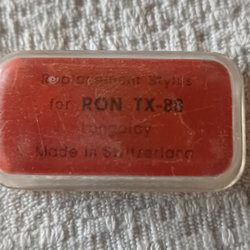 Replacement Stylus
for RON TX-88
Longplay
Made in Switzerland